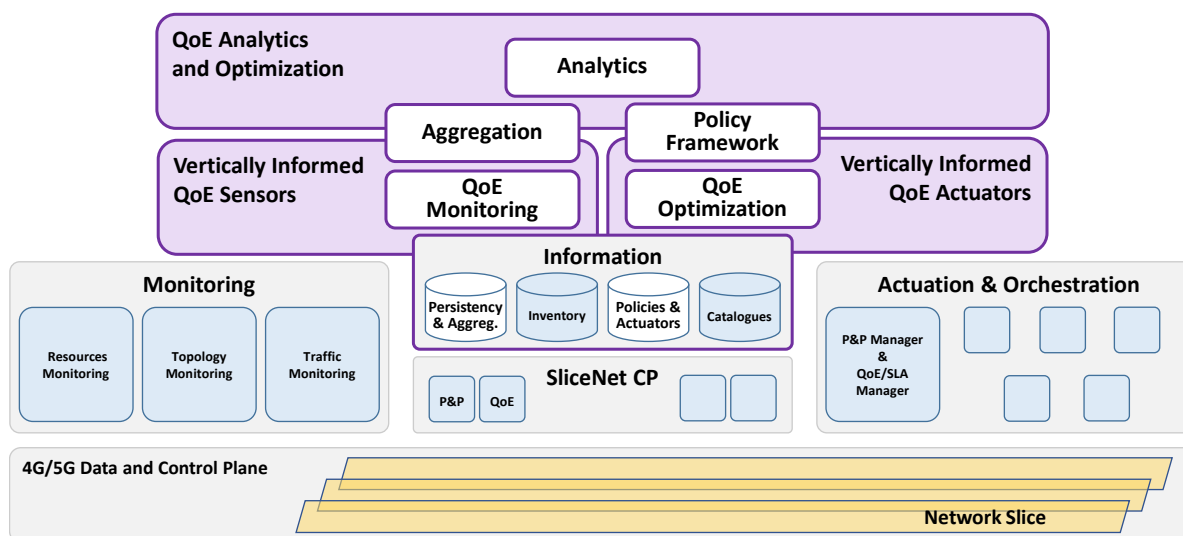 QoE Analytics
and Optimization
Analytics
Aggregation
Policy
Framework
Vertically Informed
QoE Sensors
QoE
Monitoring
QoE
Optimization
Vertically Informed
QoE Actuators
Information
Persistency
& Aggreg.
Inventory
Policies &
Actuators
Catalogues
Monitoring
Resources
Monitoring
Topology
Monitoring
Traffic
Monitoring
SliceNet CP
P&P
QoE
Actuation & Orchestration
P&P Manager
&
QoE/SLA
Manager
4G/5G Data and Control Plane
Network Slice